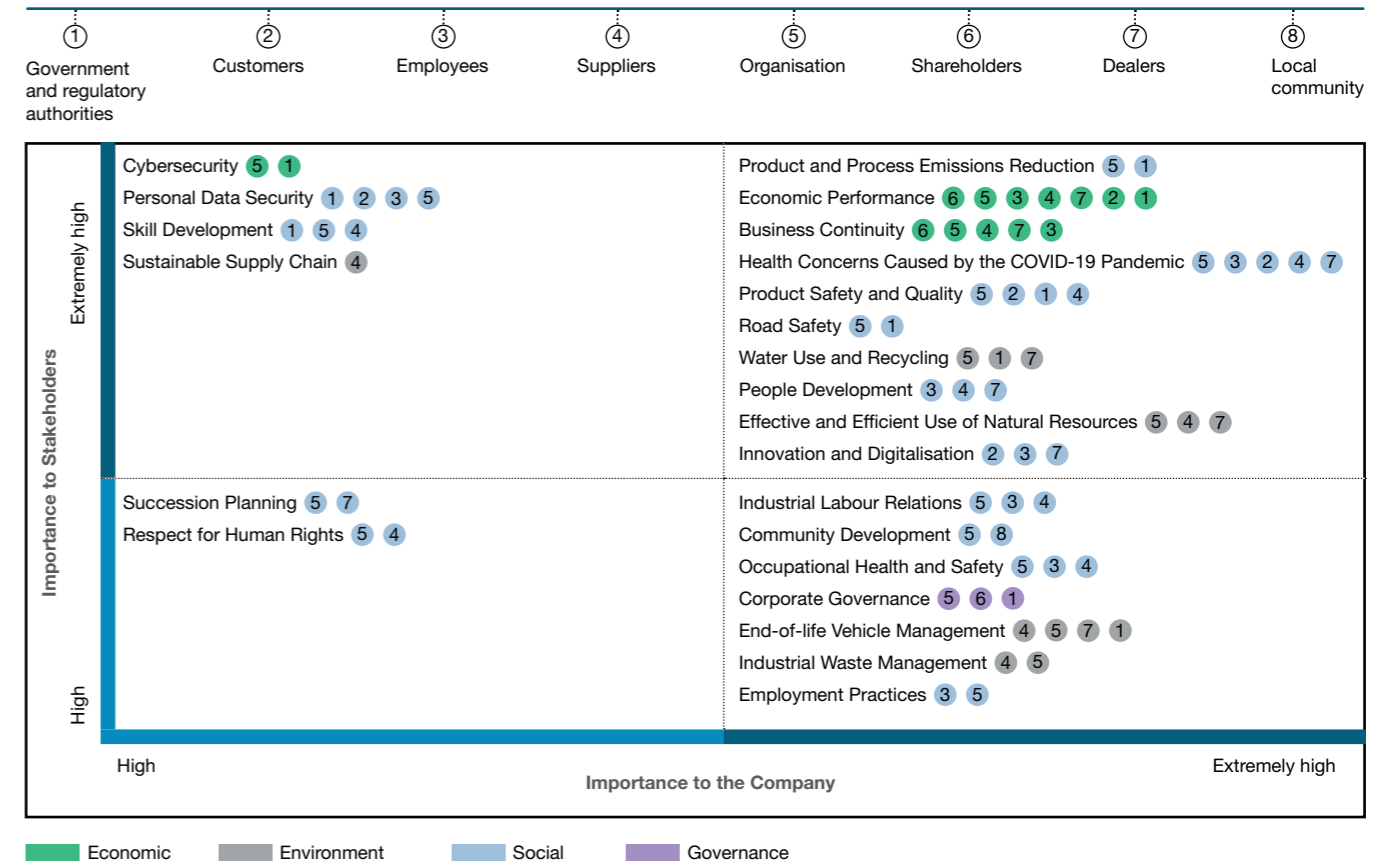 1 2 3 4 5 6 7 8
Government
and regulatory
authorities
Customers
Employees
Suppliers
Organisation
Shareholders
Dealers
Local
community
Importance to Stakeholders
Extremely high
High
Cybersecurity 5 1
Personal Data Security 1 2 3 5
Skill Development 1 5 4
Sustainable Supply Chain 4
Product and Process Emissions Reduction 5 1
Economic Performance 6 5 3 4 7 2 1
Business Continuity 6 5 4 7 3
Health Concerns Caused by the COVID-19 Pandemic 5 3 2 4 7
Product Safety and Quality 5 2 1 4
Road Safety 5 1
Water Use and Recycling 5 1 7
People Development 3 4 7
Effective and Efficient Use of Natural Resources 5 4 7
Innovation and Digitalisation 2 3 7
Succession Planning 5 7
Respect for Human Rights 5 4
Industrial Labour Relations 5 3 4
Community Development 5 8
Occupational Health and Safety 5 3 4
Corporate Governance 5 6 1
End-of-life Vehicle Management 4 5 7 1
Industrial Waste Management 4 5
Employment Practices 3 5
High
Extremely high
Importance to the Company
Economic
Environment
Social
Governance